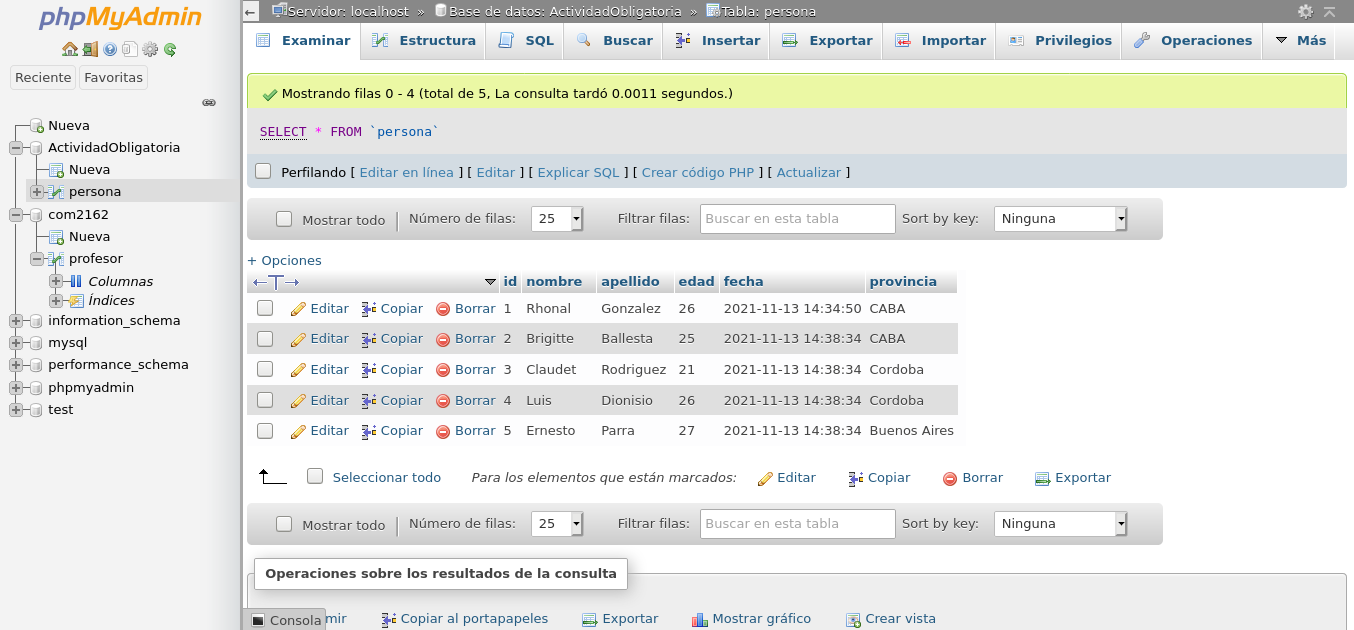 phpMyAdmin
Reciente Favoritas
Nueva
ActividadObligatoria
Nueva
persona
com2162
Nueva
profesor
Columnas
Índices
information_schema
mysql
performance_schema
phpmyadmin
test
Servidor: localhost » Base de datos: ActividadObligatoria » Tabla: persona
Examinar Estructura SQL Buscar Insertar Exportar Importar Privilegios Operaciones Más
Mostrando filas 0 - 4 (total de 5, La consulta tardó 0.0011 segundos.)
SELECT * FROM `persona`
Perfilando [ Editar en línea ] [ Editar ] [ Explicar SQL ] [ Crear código PHP ] [ Actualizar ]
Mostrar todo | Número de filas: 25 Filtrar filas: Buscar en esta tabla Sort by key: Ninguna
+ Opciones
←T→ id nombre apellido edad fecha provincia
Editar Copiar Borrar 1 Rhonal Gonzalez 26 2021-11-13 14:34:50 CABA
Editar Copiar Borrar 2 Brigitte Ballesta 25 2021-11-13 14:38:34 CABA
Editar Copiar Borrar 3 Claudet Rodriguez 21 2021-11-13 14:38:34 Cordoba
Editar Copiar Borrar 4 Luis Dionisio 26 2021-11-13 14:38:34 Cordoba
Editar Copiar Borrar 5 Ernesto Parra 27 2021-11-13 14:38:34 Buenos Aires
Seleccionar todo Para los elementos que están marcados: Editar Copiar Borrar Exportar
Mostrar todo | Número de filas: 25 Filtrar filas: Buscar en esta tabla Sort by key: Ninguna
Operaciones sobre los resultados de la consulta
Consola mir Copiar al portapapeles Exportar Mostrar gráfico Crear vista